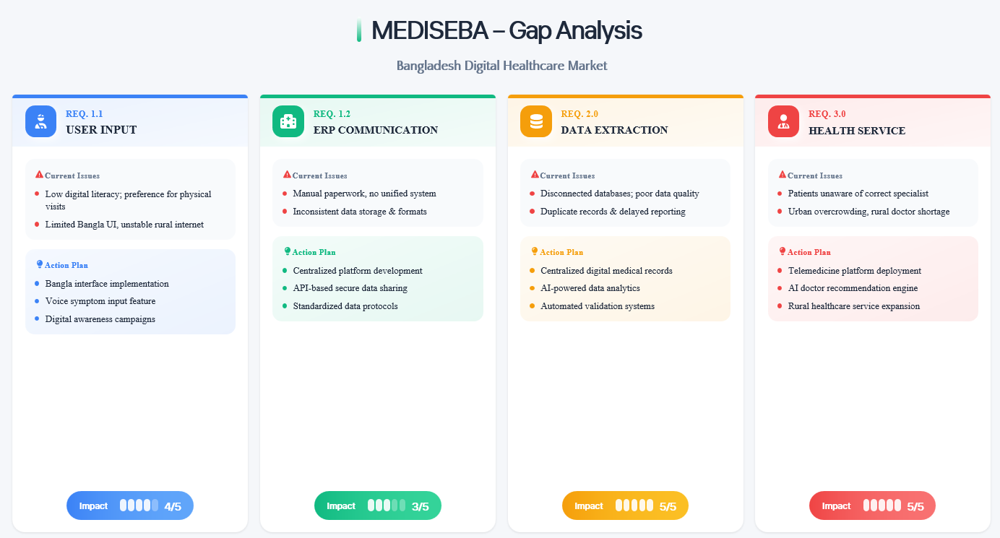 MEDISEBA – Gap Analysis
Bangladesh Digital Healthcare Market
REQ. 1.1
USER INPUT
Current Issues
Low digital literacy; preference for physical
visits
Limited Bangla UI, unstable rural internet
Action Plan
Bangla interface implementation
Voice symptom input feature
Digital awareness campaigns
Impact 4/5
REQ. 1.2
ERP COMMUNICATION
Current Issues
Manual paperwork, no unified system
Inconsistent data storage & formats
Action Plan
Centralized platform development
API-based secure data sharing
Standardized data protocols
Impact 3/5
REQ. 2.0
DATA EXTRACTION
Current Issues
Disconnected databases; poor data quality
Duplicate records & delayed reporting
Action Plan
Centralized digital medical records
AI-powered data analytics
Automated validation systems
Impact 5/5
REQ. 3.0
HEALTH SERVICE
Current Issues
Patients unaware of correct specialist
Urban overcrowding, rural doctor shortage
Action Plan
Telemedicine platform deployment
AI doctor recommendation engine
Rural healthcare service expansion
Impact 5/5